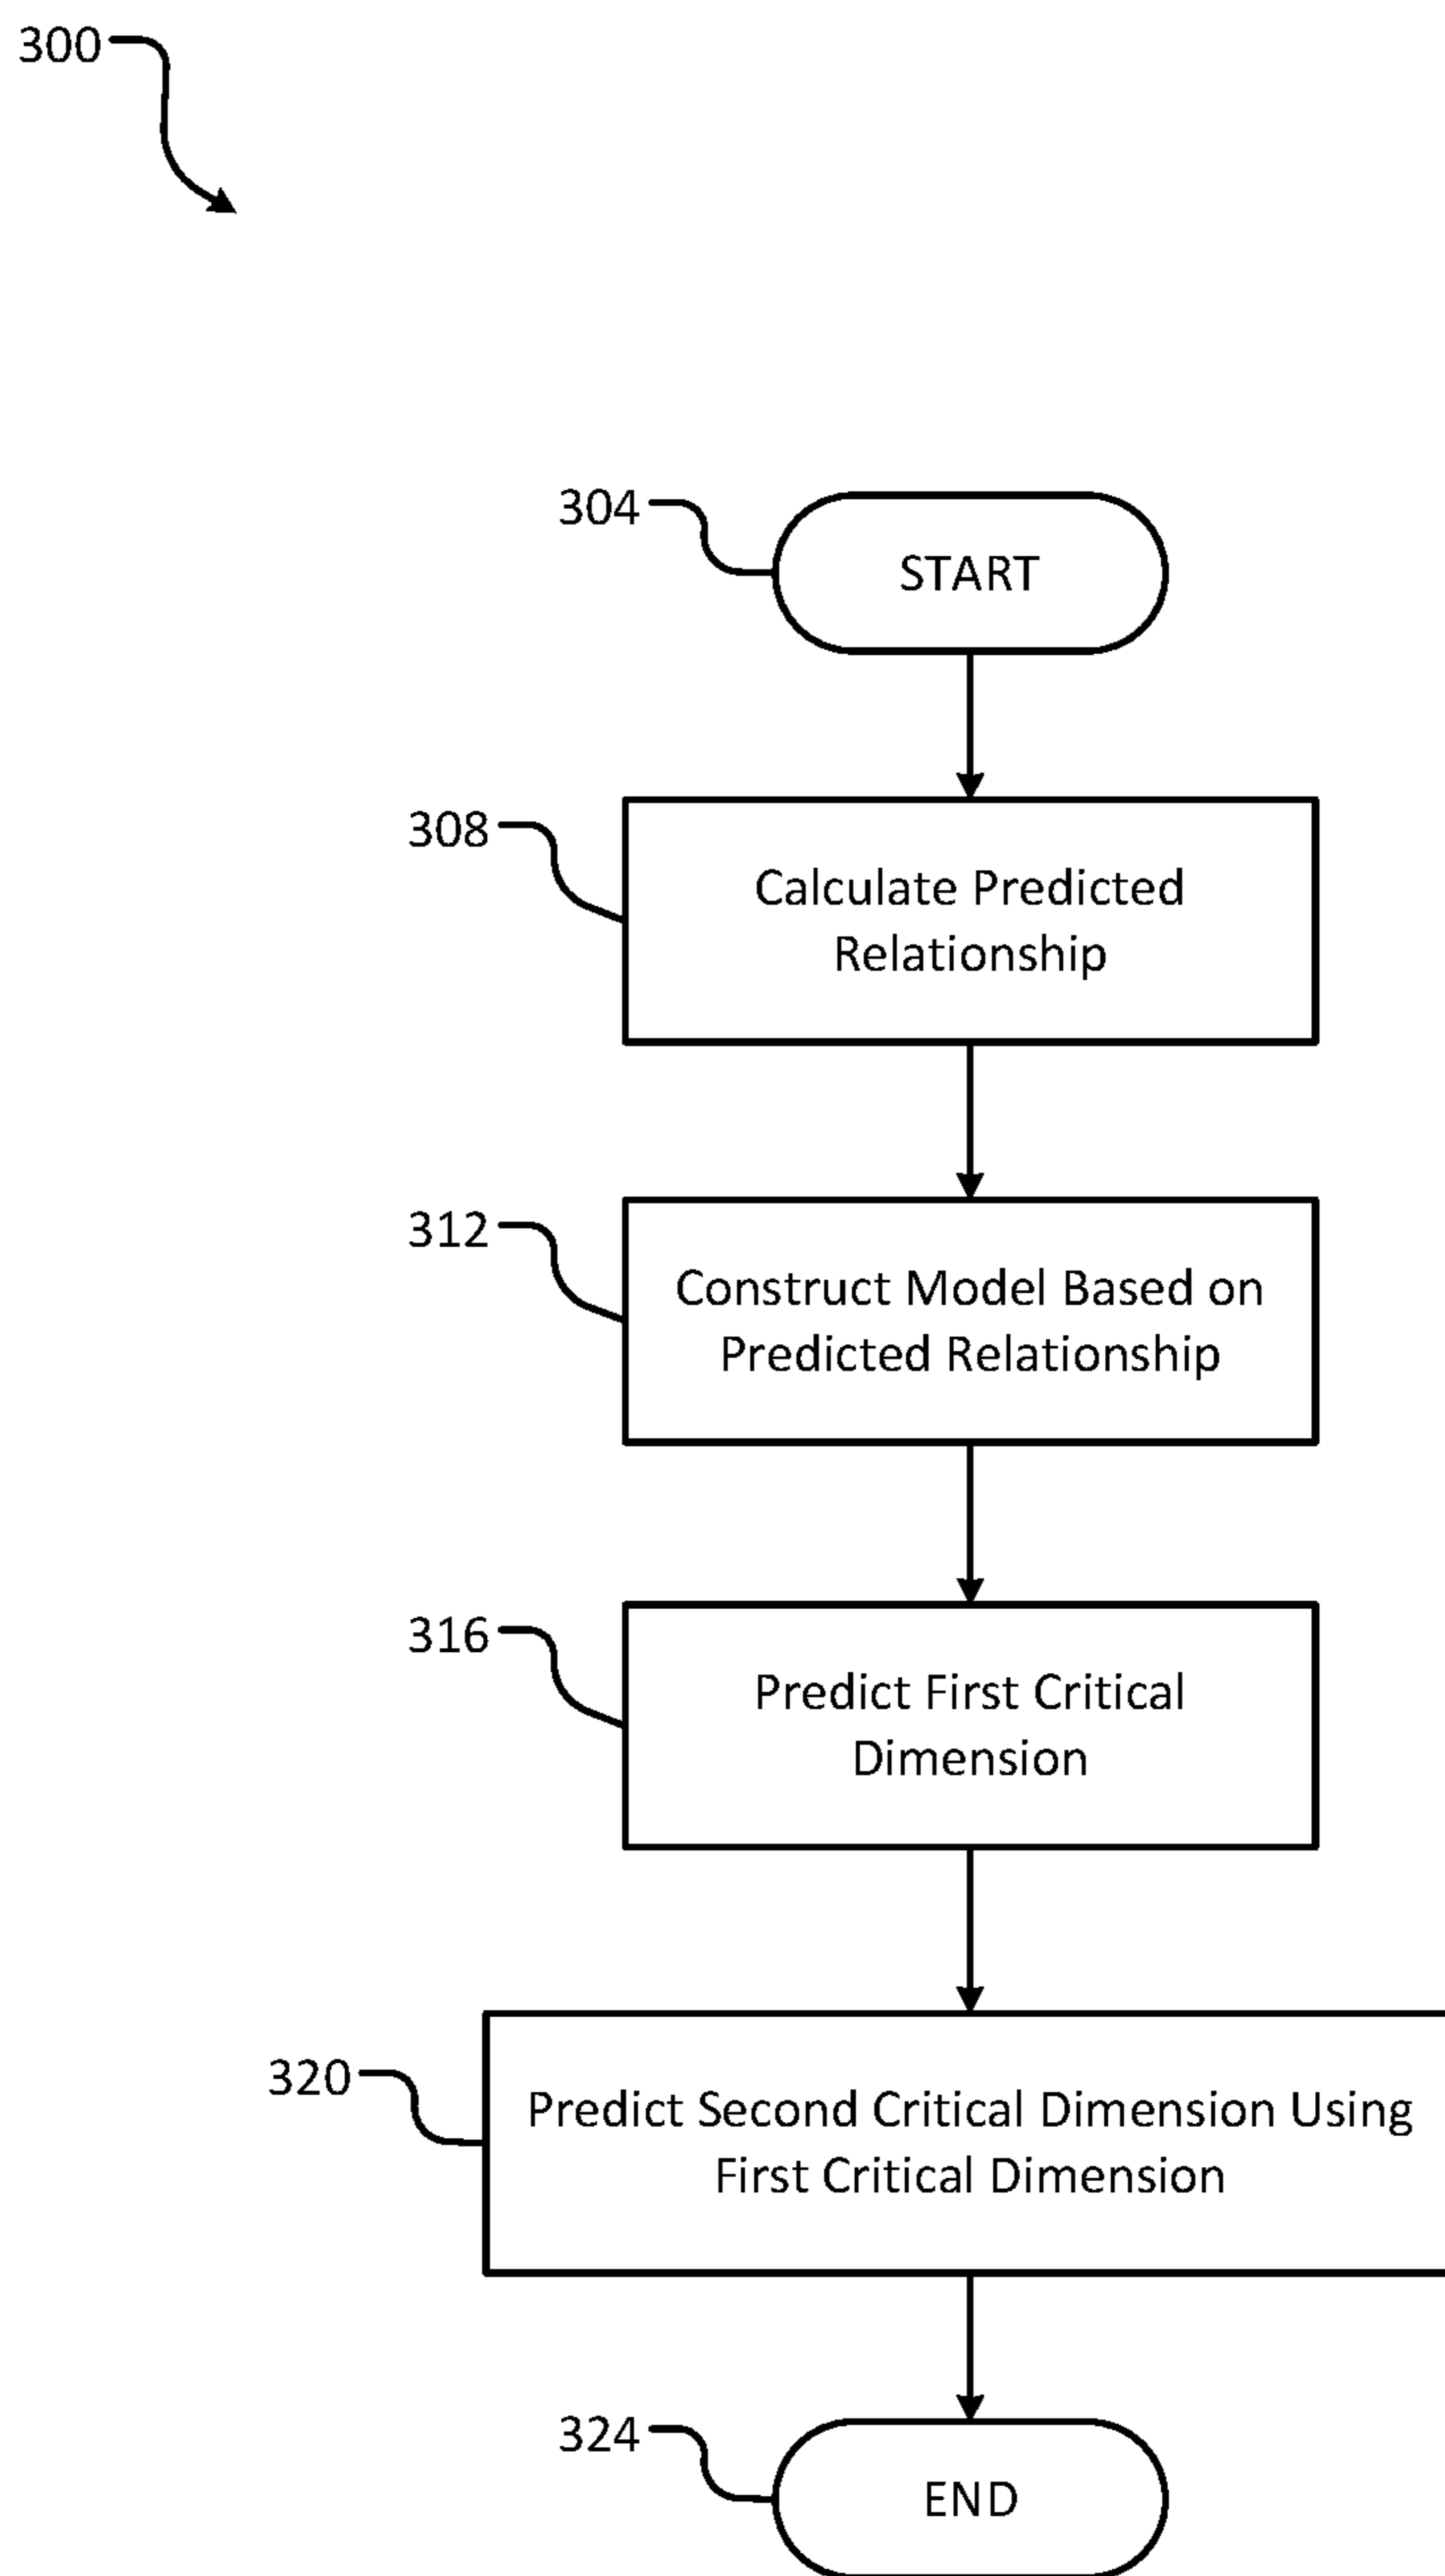 300
304
START
308
Calculate Predicted
Relationship
312
Construct Model Based on
Predicted Relationship
316
Predict First Critical
Dimension
320
Predict Second Critical Dimension Using
First Critical Dimension
324
END